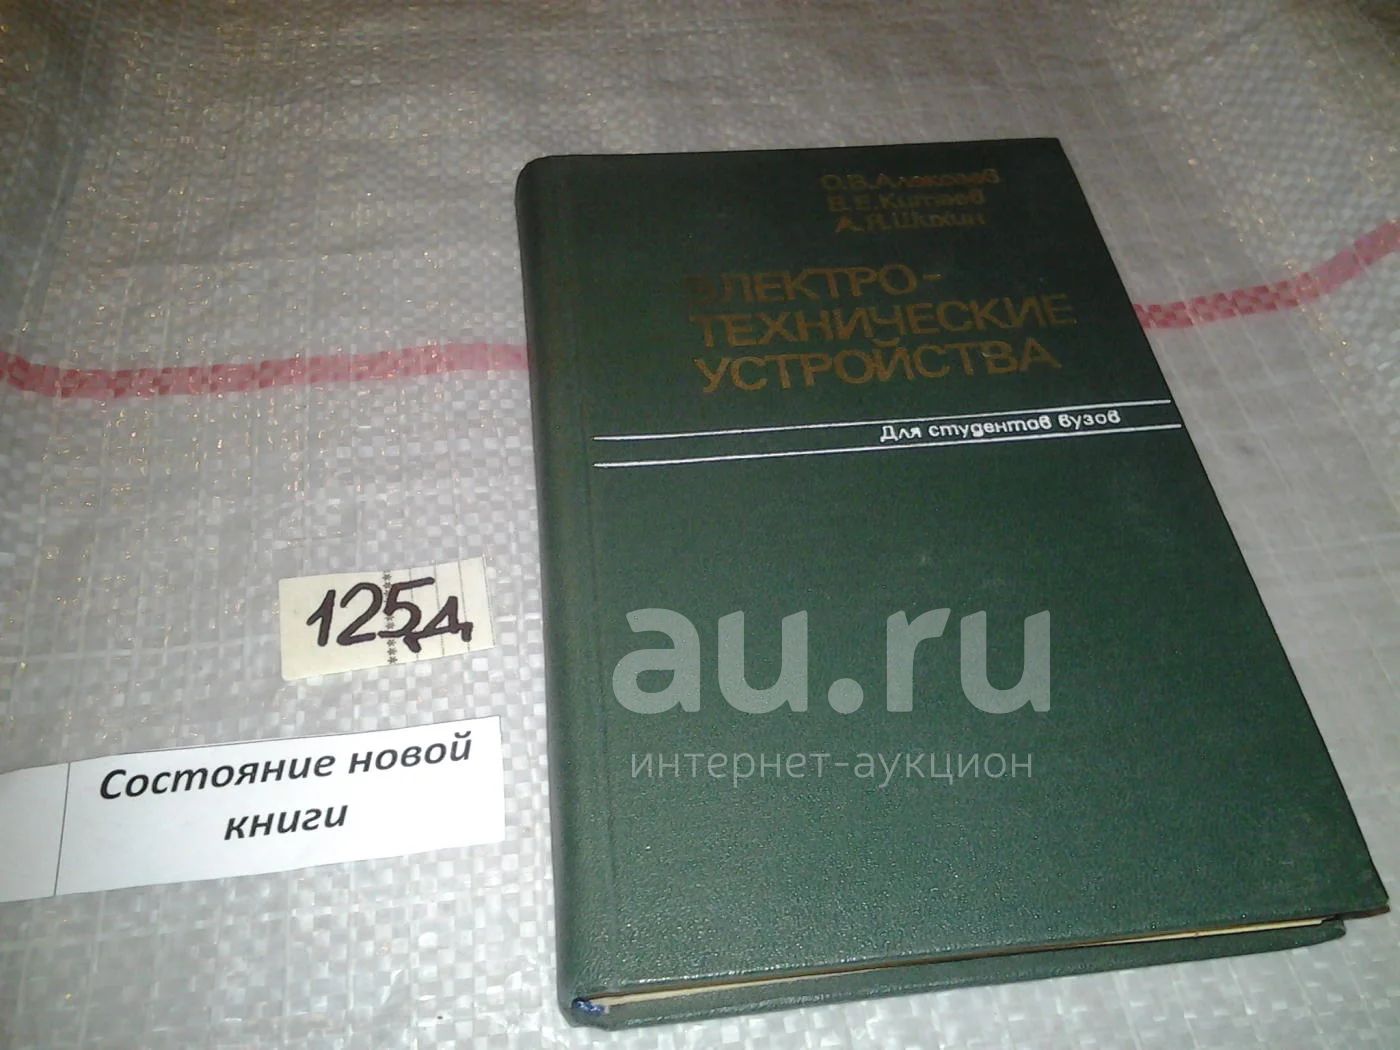 О.В. Алексеев
В.Е. Китаев
А.Я. Шихин
ЭЛЕКТРО-
ТЕХНИЧЕСКИЕ
УСТРОЙСТВА
Для студентов вузов
125д
Состояние новой
книги
au.ru
интернет-аукцион